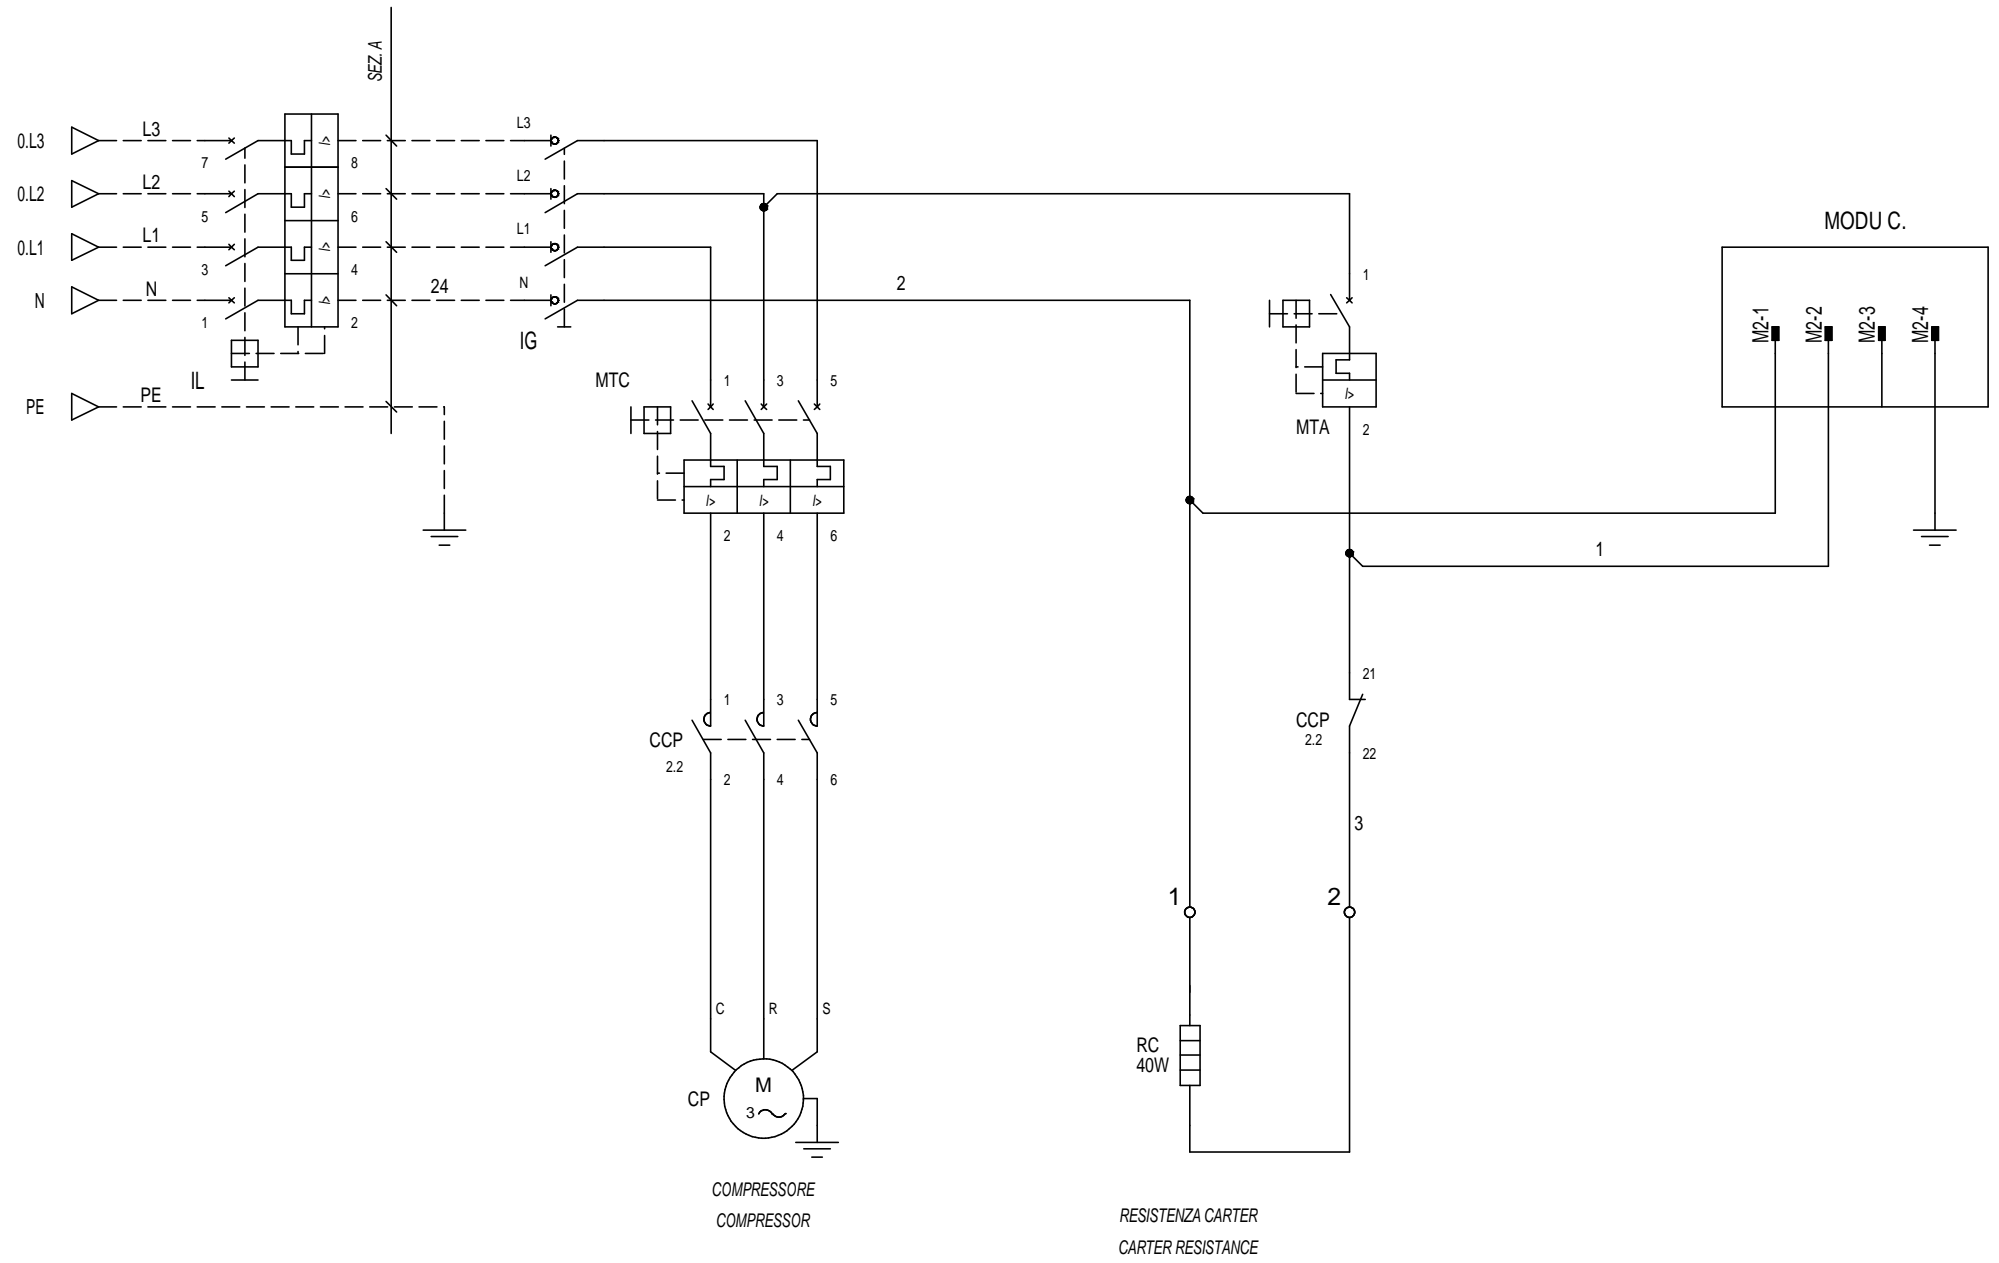 SEZ. A
0.L3
L3
7
8
L3
0.L2
L2
5
6
L2
0.L1
L1
3
4
L1
N
N
1
2
24
N
2
IL
IG
PE
PE
I>
I>
I>
I>
MTC
1
3
5
I>
I>
I>
2
4
6
1
3
5
CCP
2.2
2
4
6
C
R
S
CP
M
3
COMPRESSORE
COMPRESSOR
1
I>
MTA
2
MODU C.
M2-1
M2-2
M2-3
M2-4
1
21
CCP
2.2
22
3
1
2
RC
40W
RESISTENZA CARTER
CARTER RESISTANCE